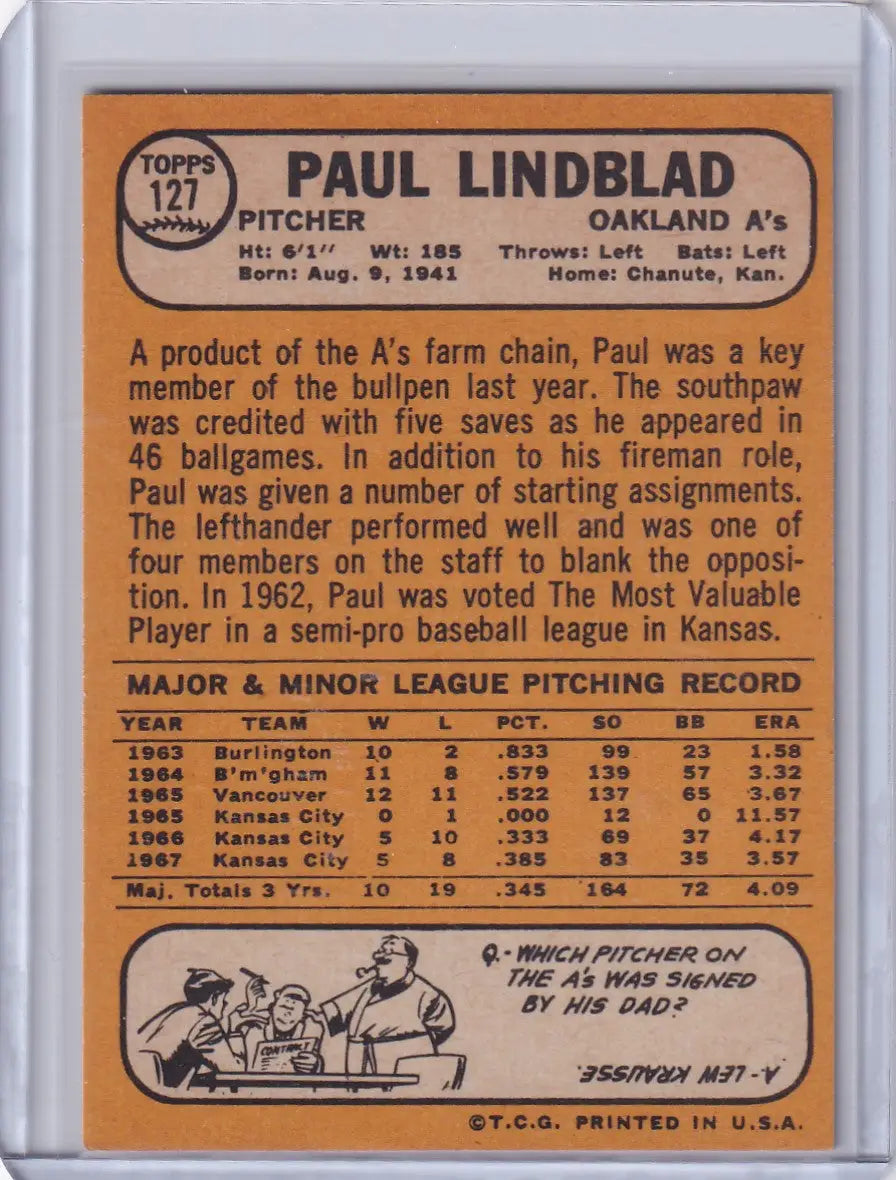 TOPPS
127
PAUL LINDBLAD
PITCHER OAKLAND A's
Ht: 6'1" Wt: 185 Throws: Left Bats: Left
Born: Aug. 9, 1941 Home: Chanute, Kan.
A product of the A's farm chain, Paul was a key
member of the bullpen last year. The southpaw
was credited with five saves as he appeared in
46 ballgames. In addition to his fireman role,
Paul was given a number of starting assignments.
The lefthander performed well and was one of
four members on the staff to blank the opposi-
tion. In 1962, Paul was voted The Most Valuable
Player in a semi-pro baseball league in Kansas.
MAJOR & MINOR LEAGUE PITCHING RECORD
YEAR TEAM W L PCT. SO BB ERA
1963 Burlington 10 2 .833 99 23 1.58
1964 B'm'gham 11 8 .579 139 57 3.32
1965 Vancouver 12 11 .522 137 65 3.67
1965 Kansas City 0 1 .000 12 0 11.57
1966 Kansas City 5 10 .333 69 37 4.17
1967 Kansas City 5 8 .385 83 35 3.57
Maj. Totals 3 Yrs. 10 19 .345 164 72 4.09
CONTRACT
Q.- WHICH PITCHER ON
THE A's WAS SIGNED
BY HIS DAD?
A- LEW KRAUSSE.
©T.C.G. PRINTED IN U.S.A.